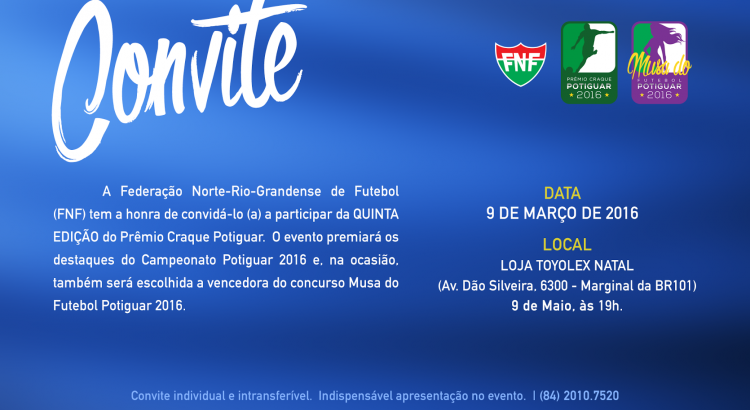 Convite
FNF
PRÊMIO CRAQUE
POTIGUAR
★ 2016 ★
Musa do
FUTEBOL
POTIGUAR
★ 2016 ★
A Federação Norte-Rio-Grandense de Futebol
(FNF) tem a honra de convidá-lo (a) a participar da QUINTA
EDIÇÃO do Prêmio Craque Potiguar. O evento premiará os
destaques do Campeonato Potiguar 2016 e, na ocasião,
também será escolhida a vencedora do concurso Musa do
Futebol Potiguar 2016.
DATA
9 DE MARÇO DE 2016
LOCAL
LOJA TOYOLEX NATAL
(Av. Dão Silveira, 6300 - Marginal da BR101)
9 de Maio, às 19h.
Convite individual e intransferível. Indispensável apresentação no evento. I (84) 2010.7520